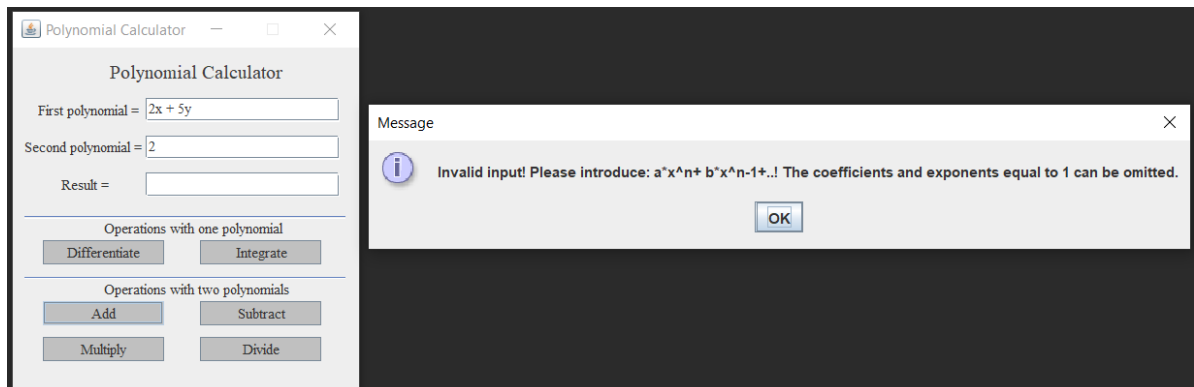 Polynomial Calculator
Polynomial Calculator
First polynomial = 2x + 5y
Second polynomial = 2
Result =
Operations with one polynomial
Differentiate Integrate
Operations with two polynomials
Add Subtract
Multiply Divide
Message
Invalid input! Please introduce: a*x^n+ b*x^n-1+..! The coefficients and exponents equal to 1 can be omitted.
OK